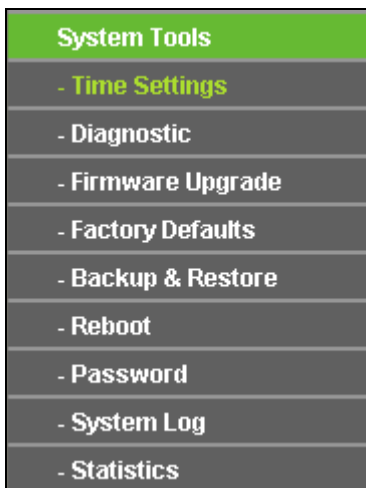 System Tools
- Time Settings
- Diagnostic
- Firmware Upgrade
- Factory Defaults
- Backup & Restore
- Reboot
- Password
- System Log
- Statistics